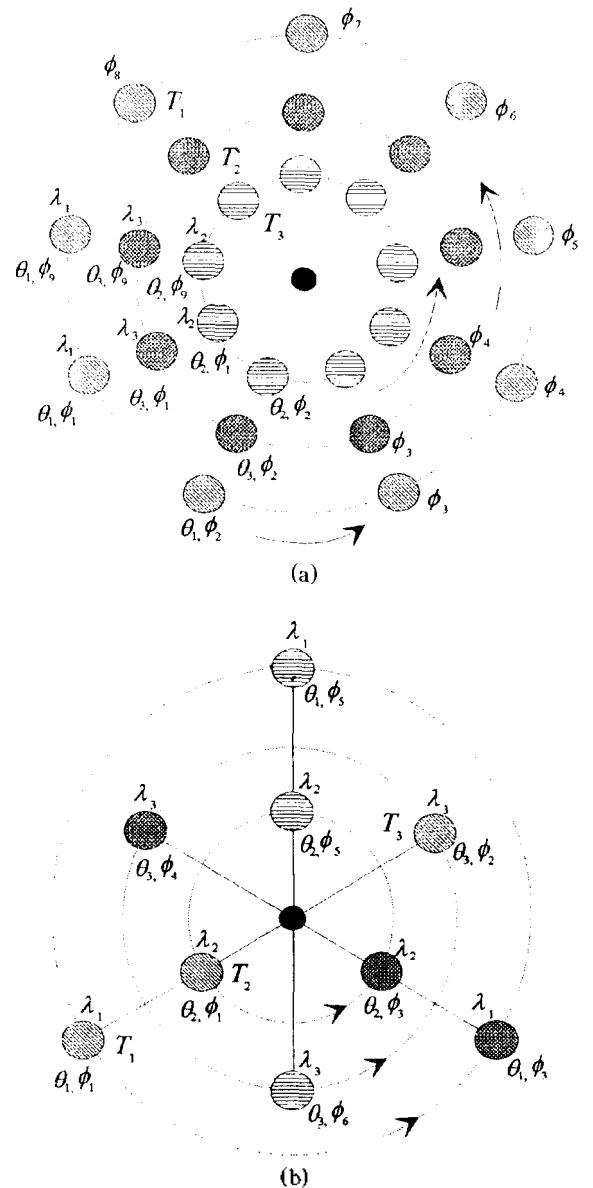 ϕ₇
ϕ₈
T₁
ϕ₆
T₂
λ₁
λ₃
λ₂
T₃
ϕ₅
θ₁, ϕ₉
θ₃, ϕ₉
θ₂, ϕ₉
λ₁
λ₃
λ₂
ϕ₄
θ₂, ϕ₁
ϕ₄
θ₁, ϕ₁
θ₃, ϕ₁
θ₂, ϕ₂
ϕ₃
θ₃, ϕ₂
θ₁, ϕ₂
ϕ₃
(a)
λ₁
θ₁, ϕ₅
λ₃
λ₂
T₃
λ₃
θ₃, ϕ₄
θ₂, ϕ₅
θ₃, ϕ₂
λ₂
T₂
λ₂
λ₁
θ₂, ϕ₁
θ₂, ϕ₃
λ₁
T₁
θ₁, ϕ₁
λ₃
θ₁, ϕ₃
θ₃, ϕ₆
(b)